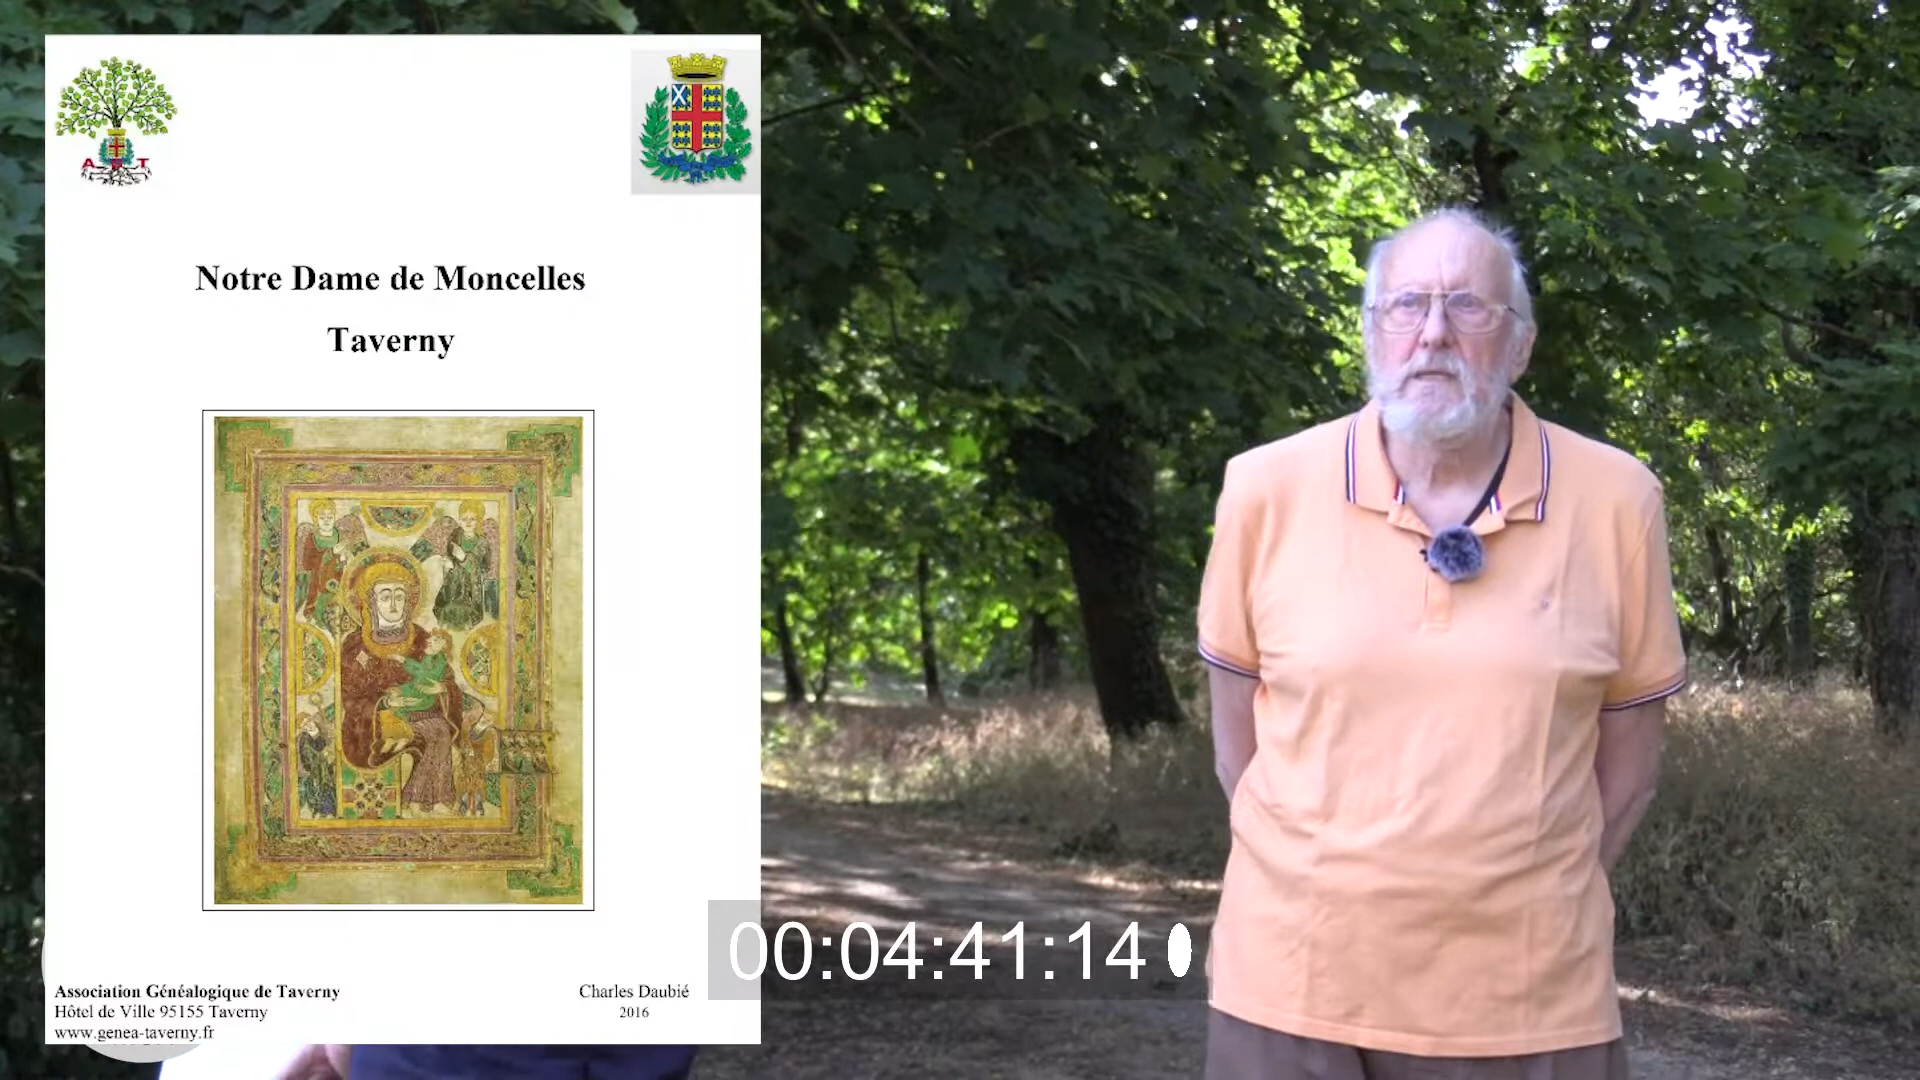 A T
Notre Dame de Moncelles
Taverny
Association Généalogique de Taverny
Hôtel de Ville 95155 Taverny
www.genea-taverny.fr
Charles Daubié
2016
00:04:41:14